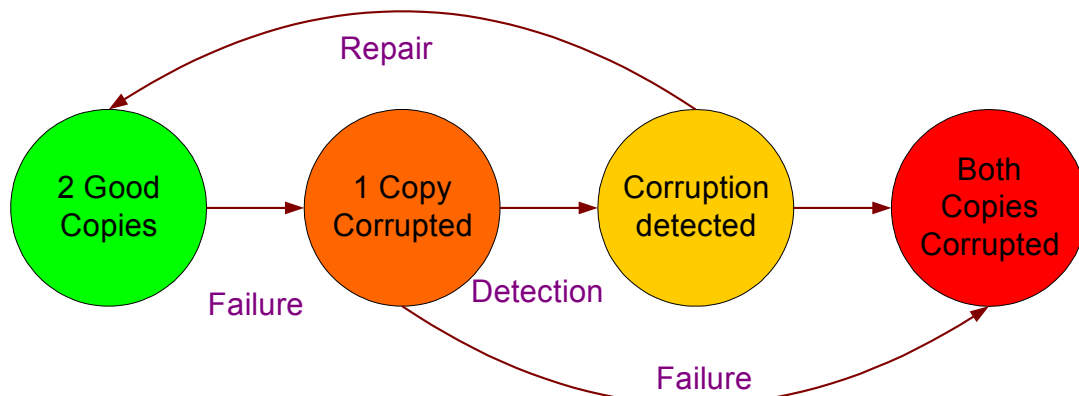 Repair
2 Good
Copies
1 Copy
Corrupted
Corruption
detected
Both
Copies
Corrupted
Failure
Detection
Failure